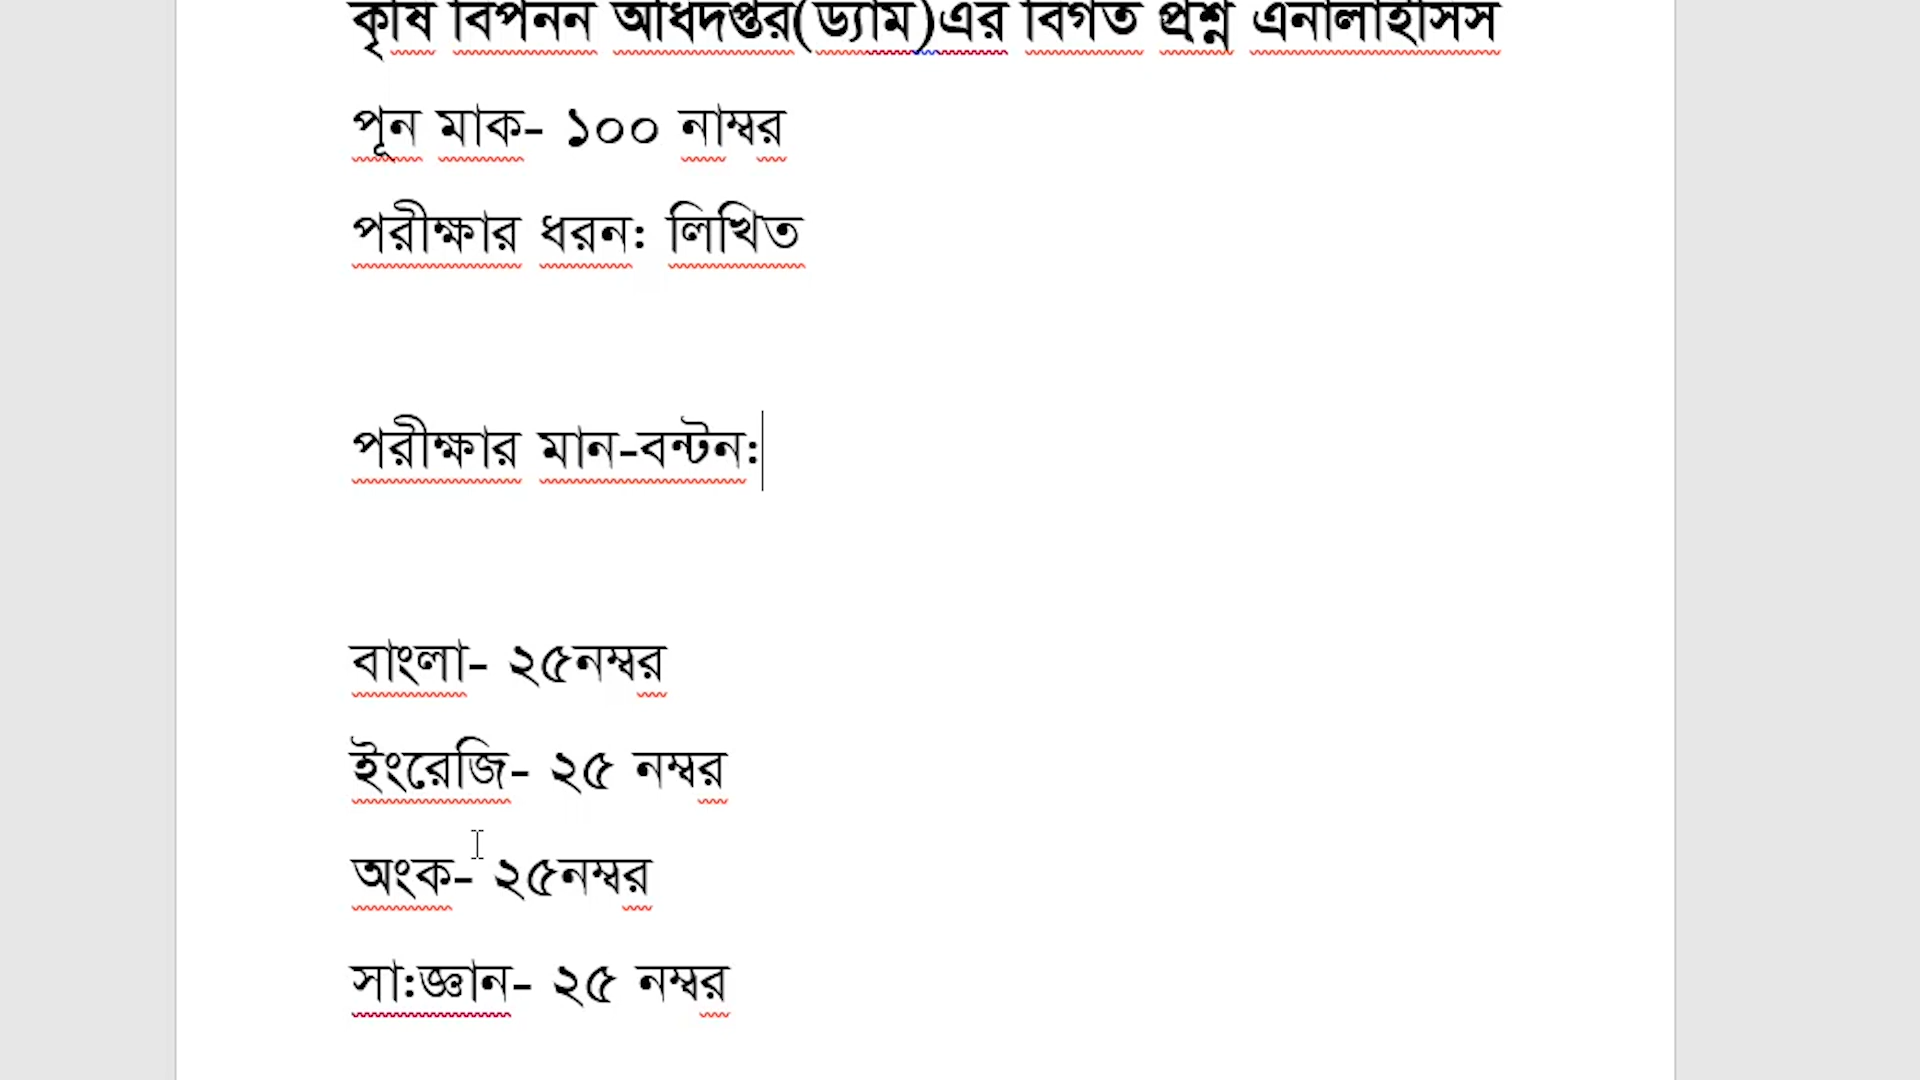 কৃষি বিপনন অধিদপ্তর(ড্যাম)এর বিগত প্রশ্ন এনালাইসিস
পূন মাক- ১০০ নাম্বর
পরীক্ষার ধরন: লিখিত
পরীক্ষার মান-বন্টন:
বাংলা- ২৫নম্বর
ইংরেজি- ২৫ নম্বর
অংক- ২৫নম্বর
সা:জ্ঞান- ২৫ নম্বর